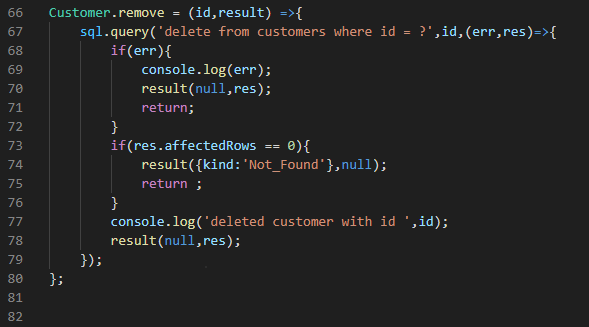 66 Customer.remove = (id,result) =>{
67     sql.query('delete from customers where id = ?',id,(err,res)=>{
68         if(err){
69             console.log(err);
70             result(null,res);
71             return;
72         }
73         if(res.affectedRows == 0){
74             result({kind:'Not_Found'},null);
75             return ;
76         }
77         console.log('deleted customer with id ',id);
78         result(null,res);
79     });
80 };
81
82